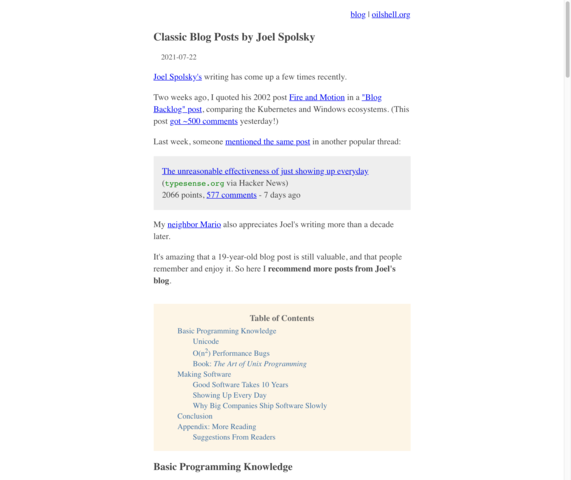 blog | oilshell.org
Classic Blog Posts by Joel Spolsky
2021-07-22
Joel Spolsky's writing has come up a few times recently.
Two weeks ago, I quoted his 2002 post Fire and Motion in a "Blog
Backlog" post, comparing the Kubernetes and Windows ecosystems. (This
post got ~500 comments yesterday!)
Last week, someone mentioned the same post in another popular thread:
The unreasonable effectiveness of just showing up everyday
(typesense.org via Hacker News)
2066 points, 577 comments - 7 days ago
My neighbor Mario also appreciates Joel's writing more than a decade
later.
It's amazing that a 19-year-old blog post is still valuable, and that people
remember and enjoy it. So here I recommend more posts from Joel's
blog.
Table of Contents
Basic Programming Knowledge
Unicode
O(n²) Performance Bugs
Book: The Art of Unix Programming
Making Software
Good Software Takes 10 Years
Showing Up Every Day
Why Big Companies Ship Software Slowly
Conclusion
Appendix: More Reading
Suggestions From Readers
Basic Programming Knowledge